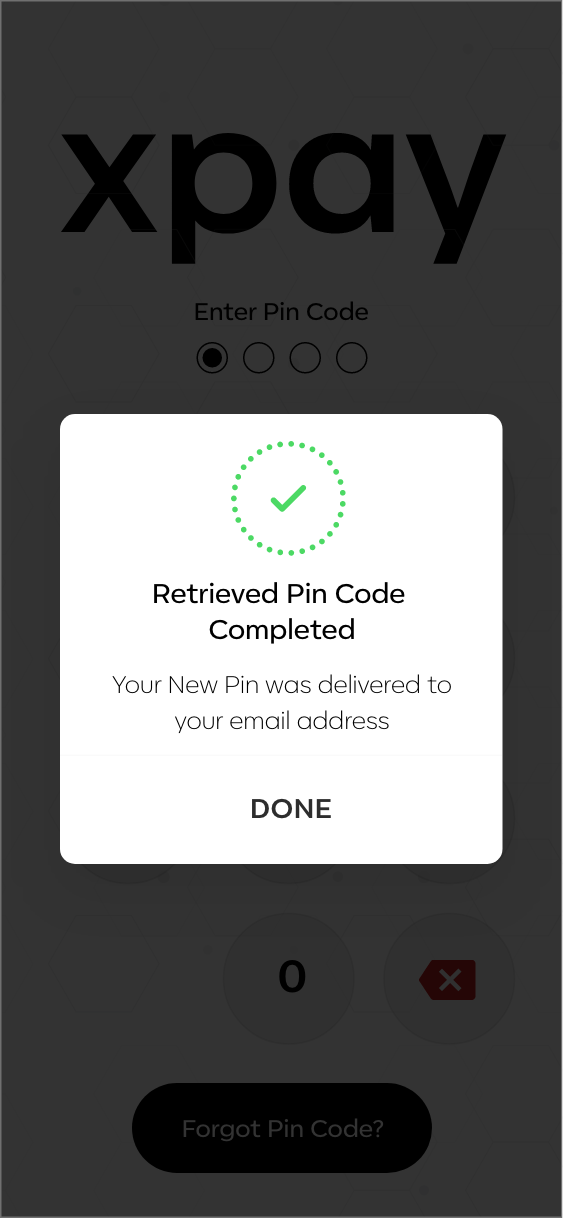 xpay
Enter Pin Code
Retrieved Pin Code
Completed
Your New Pin was delivered to
your email address
DONE
0
Forgot Pin Code?